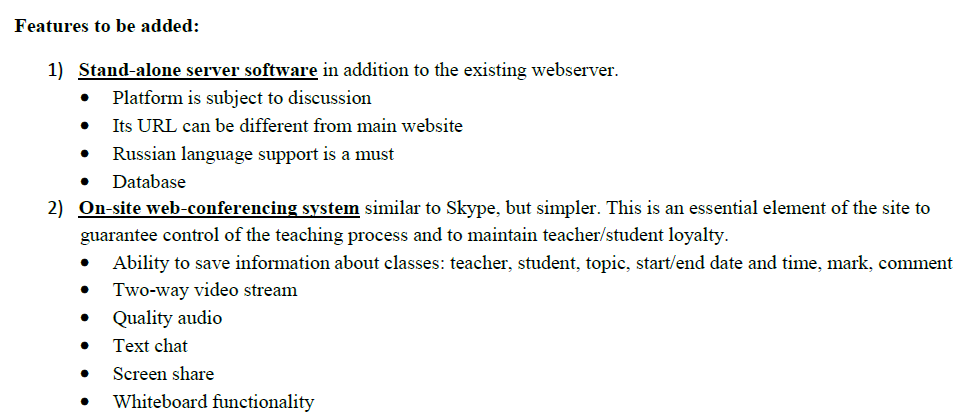 Features to be added:
1) Stand-alone server software in addition to the existing webserver.
• Platform is subject to discussion
• Its URL can be different from main website
• Russian language support is a must
• Database
2) On-site web-conferencing system similar to Skype, but simpler. This is an essential element of the site to
guarantee control of the teaching process and to maintain teacher/student loyalty.
• Ability to save information about classes: teacher, student, topic, start/end date and time, mark, comment
• Two-way video stream
• Quality audio
• Text chat
• Screen share
• Whiteboard functionality